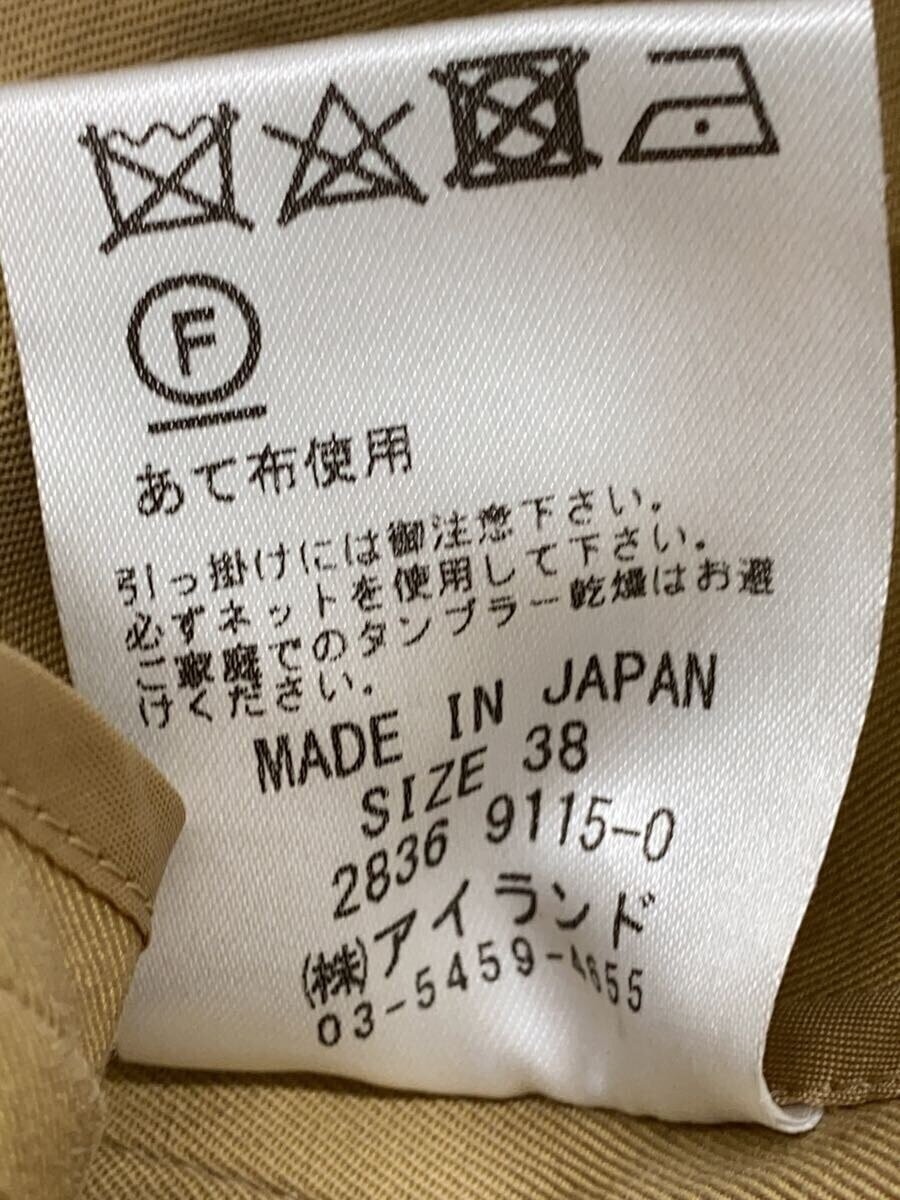 F
あて布使用
引っ掛けには御注意下さい.
必ずネットを使用して下さい.
ご家庭でのタンブラー乾燥はお避
けください.
MADE IN JAPAN
SIZE 38
2836 9115-0
(株)アイランド
03-5459-4655